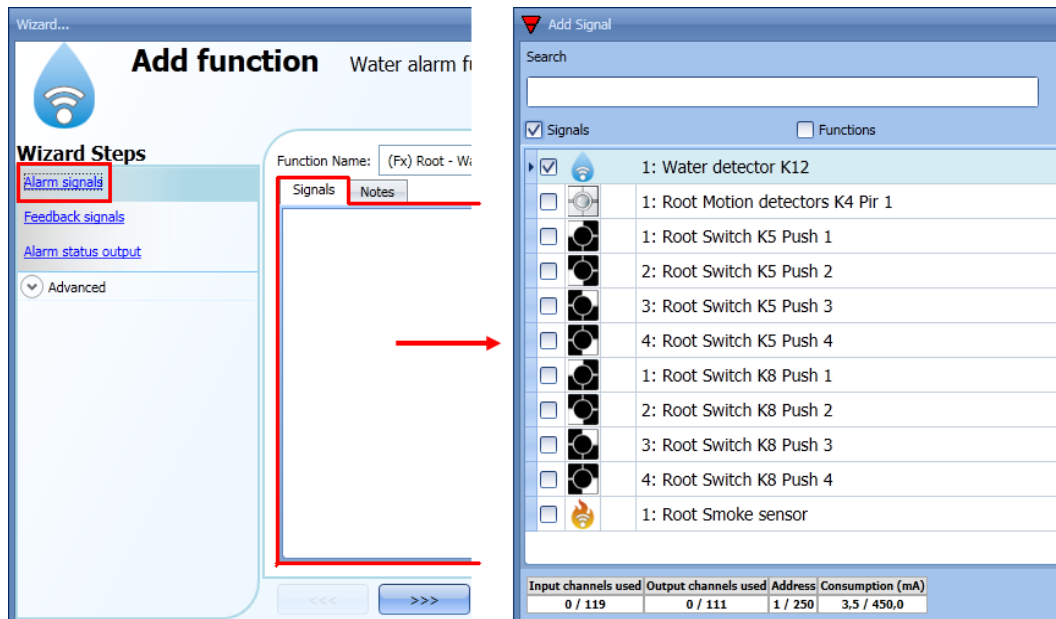 Wizard...
Add function Water alarm fu
Wizard Steps
Alarm signals
Feedback signals
Alarm status output
Advanced
Function Name: (Fx) Root - Wa
Signals Notes
<<< >>>
Add Signal
Search
Signals Functions
1: Water detector K12
1: Root Motion detectors K4 Pir 1
1: Root Switch K5 Push 1
2: Root Switch K5 Push 2
3: Root Switch K5 Push 3
4: Root Switch K5 Push 4
1: Root Switch K8 Push 1
2: Root Switch K8 Push 2
3: Root Switch K8 Push 3
4: Root Switch K8 Push 4
1: Root Smoke sensor
Input channels used Output channels used Address Consumption (mA)
0 / 119 0 / 111 1 / 250 3,5 / 450,0